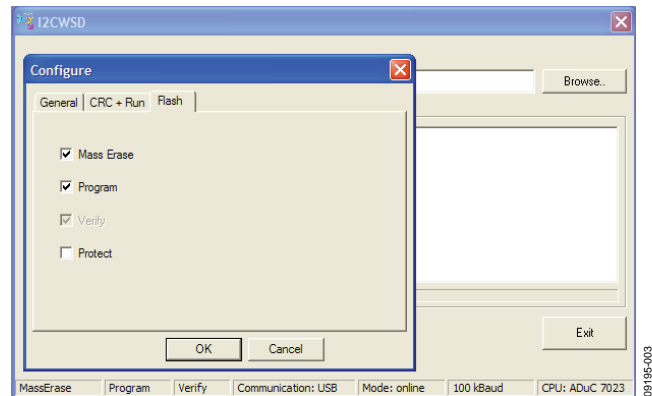 I2CWSD
Configure
Browse..
General CRC + Run Flash
Mass Erase
Program
Verify
Protect
Exit
OK Cancel
MassErase Program Verify Communication: USB Mode: online 100 kBaud CPU: ADuC 7023
09195-003